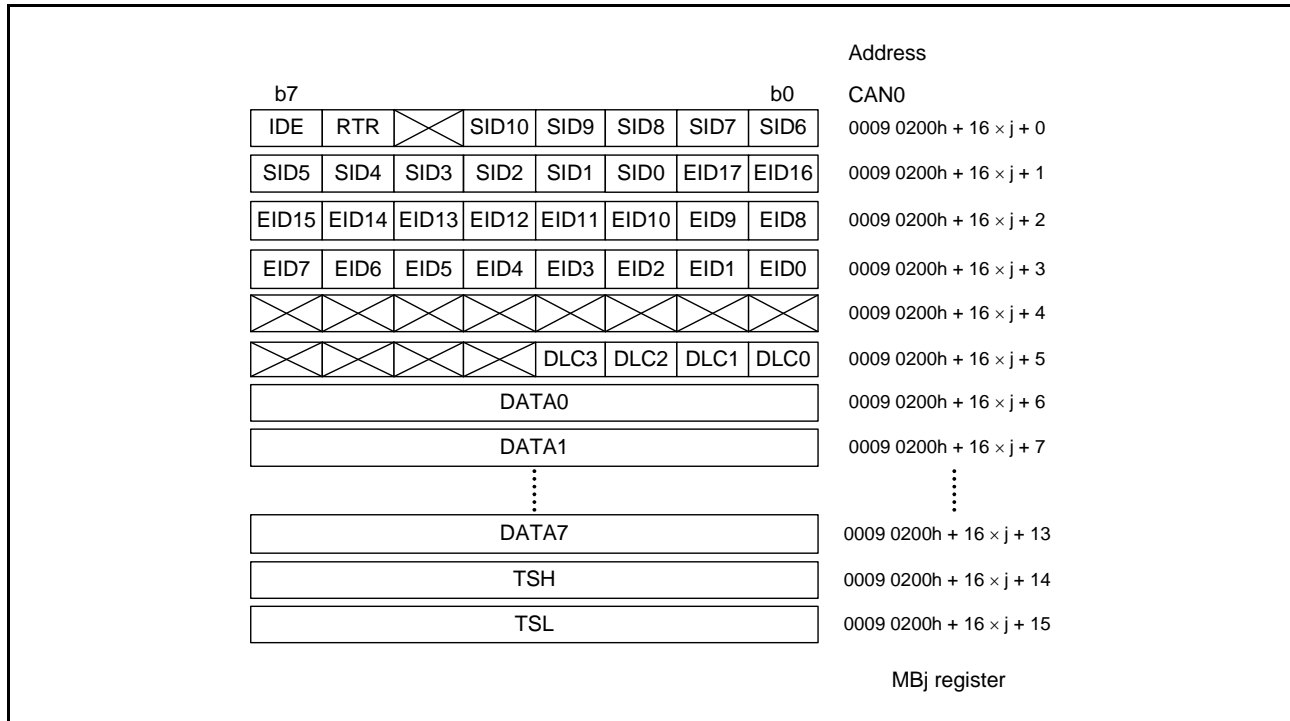 Address
b7 b0 CAN0
IDE RTR SID10 SID9 SID8 SID7 SID6 0009 0200h + 16 × j + 0
SID5 SID4 SID3 SID2 SID1 SID0 EID17 EID16 0009 0200h + 16 × j + 1
EID15 EID14 EID13 EID12 EID11 EID10 EID9 EID8 0009 0200h + 16 × j + 2
EID7 EID6 EID5 EID4 EID3 EID2 EID1 EID0 0009 0200h + 16 × j + 3
0009 0200h + 16 × j + 4
DLC3 DLC2 DLC1 DLC0 0009 0200h + 16 × j + 5
DATA0 0009 0200h + 16 × j + 6
DATA1 0009 0200h + 16 × j + 7
DATA7 0009 0200h + 16 × j + 13
TSH 0009 0200h + 16 × j + 14
TSL 0009 0200h + 16 × j + 15
MBj register